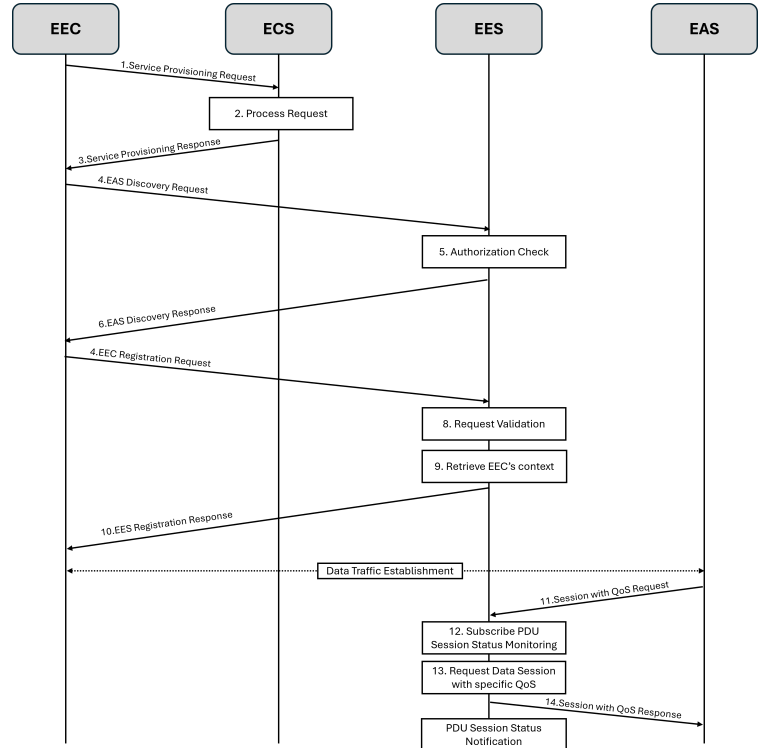 EEC
ECS
EES
EAS
1.Service Provisioning Request
2. Process Request
3.Service Provisioning Response
4.EAS Discovery Request
5. Authorization Check
6.EAS Discovery Response
4.EEC Registration Request
8. Request Validation
9. Retrieve EEC's context
10.EES Registration Response
Data Traffic Establishment
11.Session with QoS Request
12. Subscribe PDU
Session Status Monitoring
13. Request Data Session
with specific QoS
14.Session with QoS Response
PDU Session Status
Notification